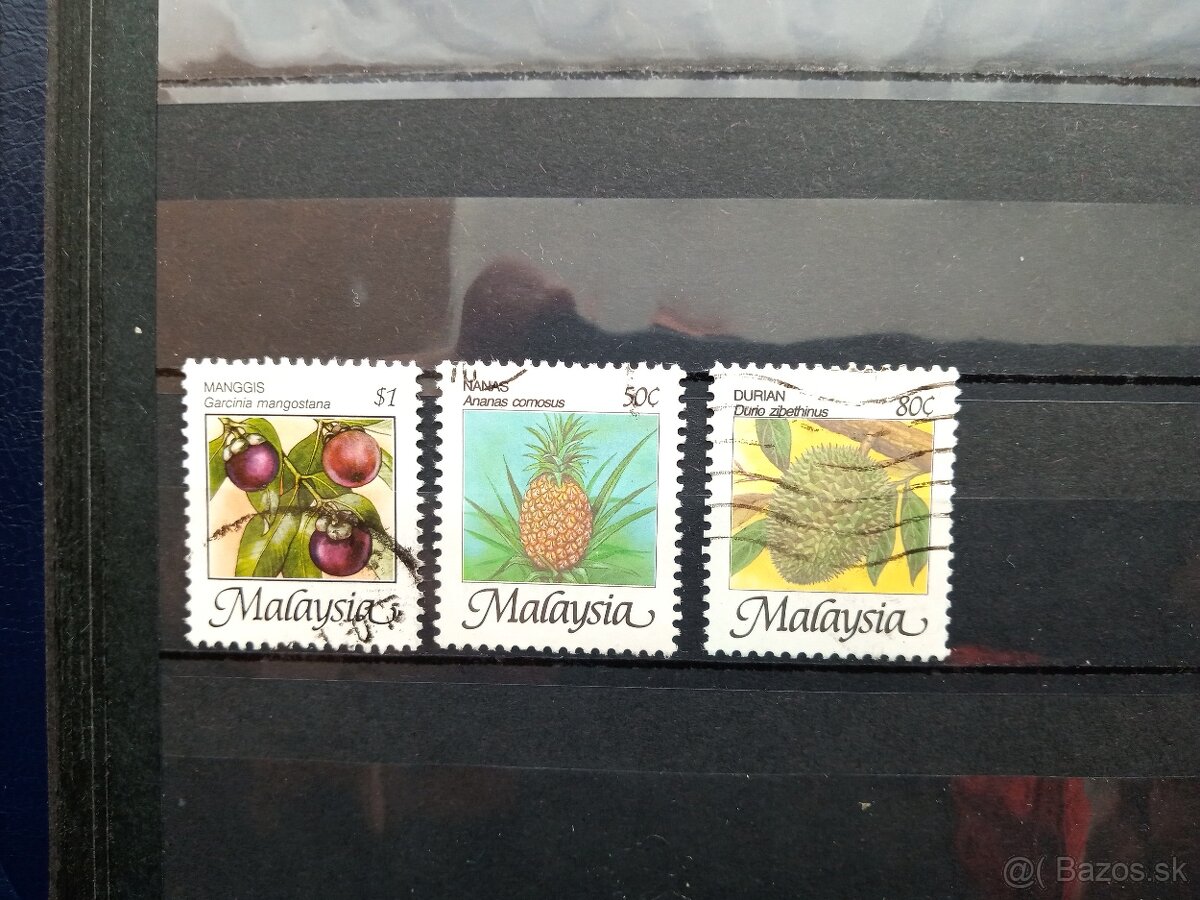 MANGGIS
Garcinia mangostana
$1
Malaysia
NANAS
Ananas comosus
50¢
Malaysia
DURIAN
Durio zibethinus
80¢
Malaysia
@( Bazos.sk